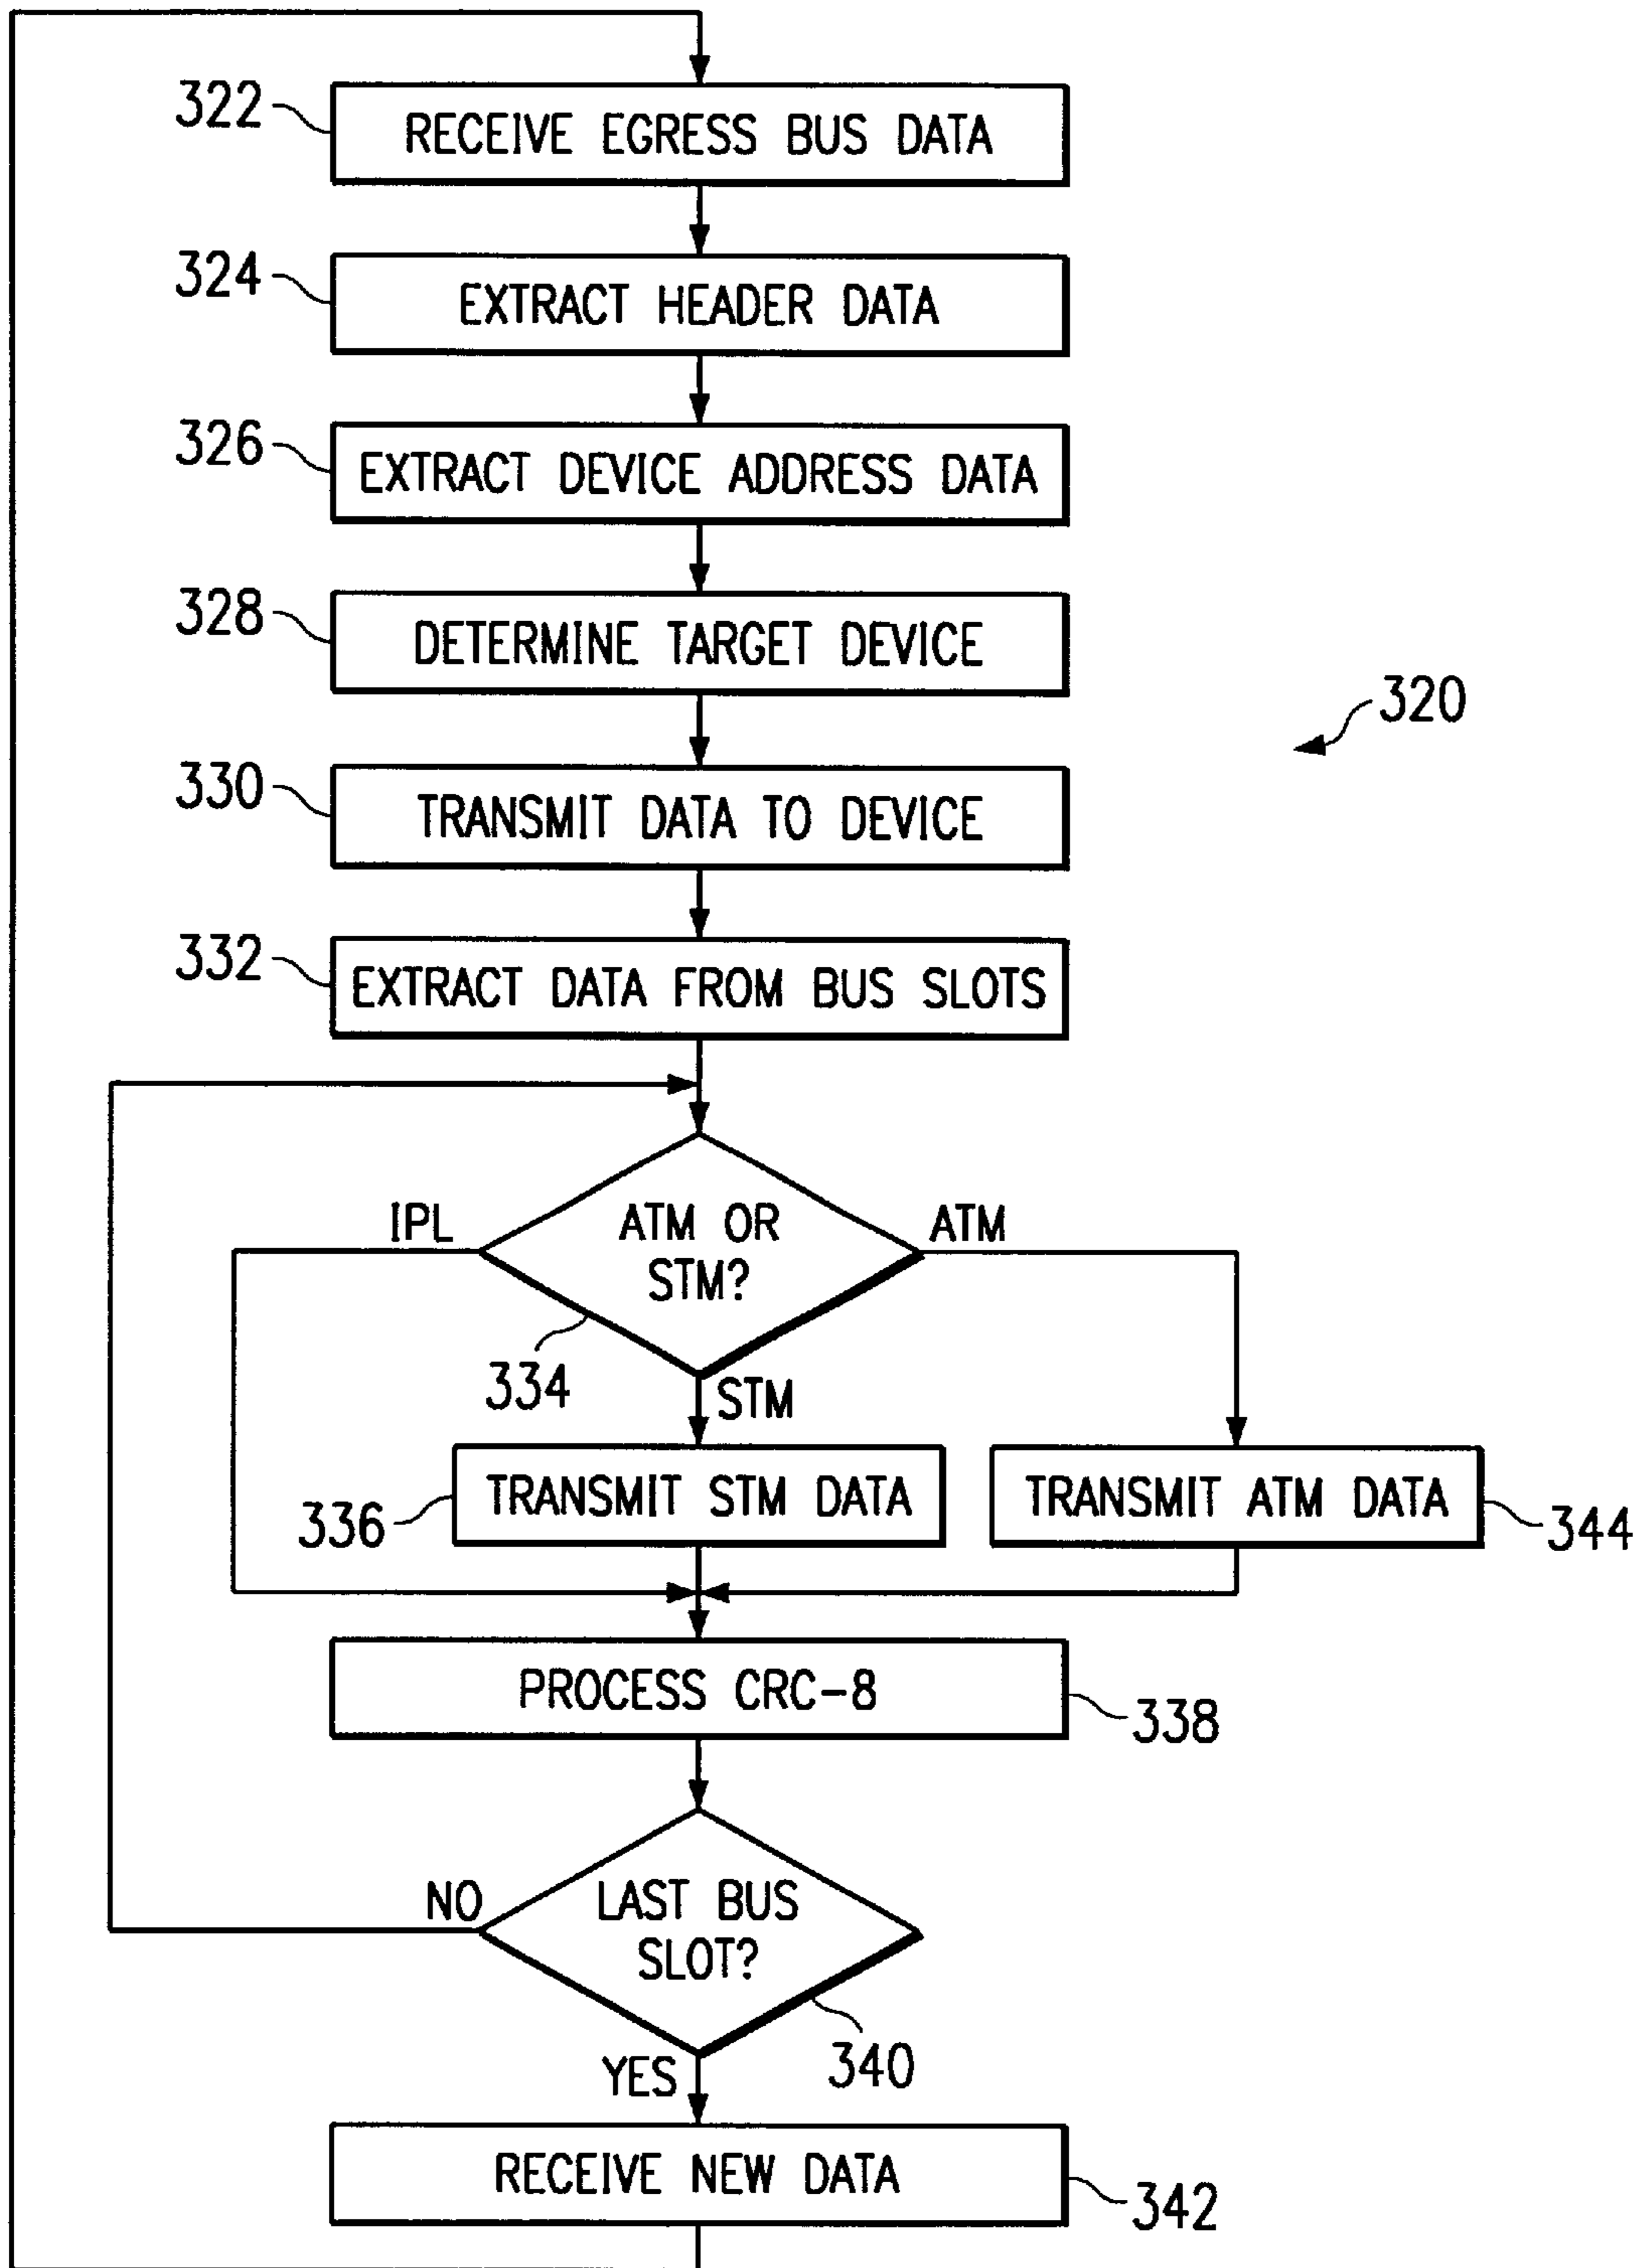 322
RECEIVE EGRESS BUS DATA
324
EXTRACT HEADER DATA
326
EXTRACT DEVICE ADDRESS DATA
328
DETERMINE TARGET DEVICE
320
330
TRANSMIT DATA TO DEVICE
332
EXTRACT DATA FROM BUS SLOTS
IPL
ATM OR
STM?
ATM
334
STM
336
TRANSMIT STM DATA
TRANSMIT ATM DATA
344
PROCESS CRC-8
338
NO
LAST BUS
SLOT?
340
YES
RECEIVE NEW DATA
342